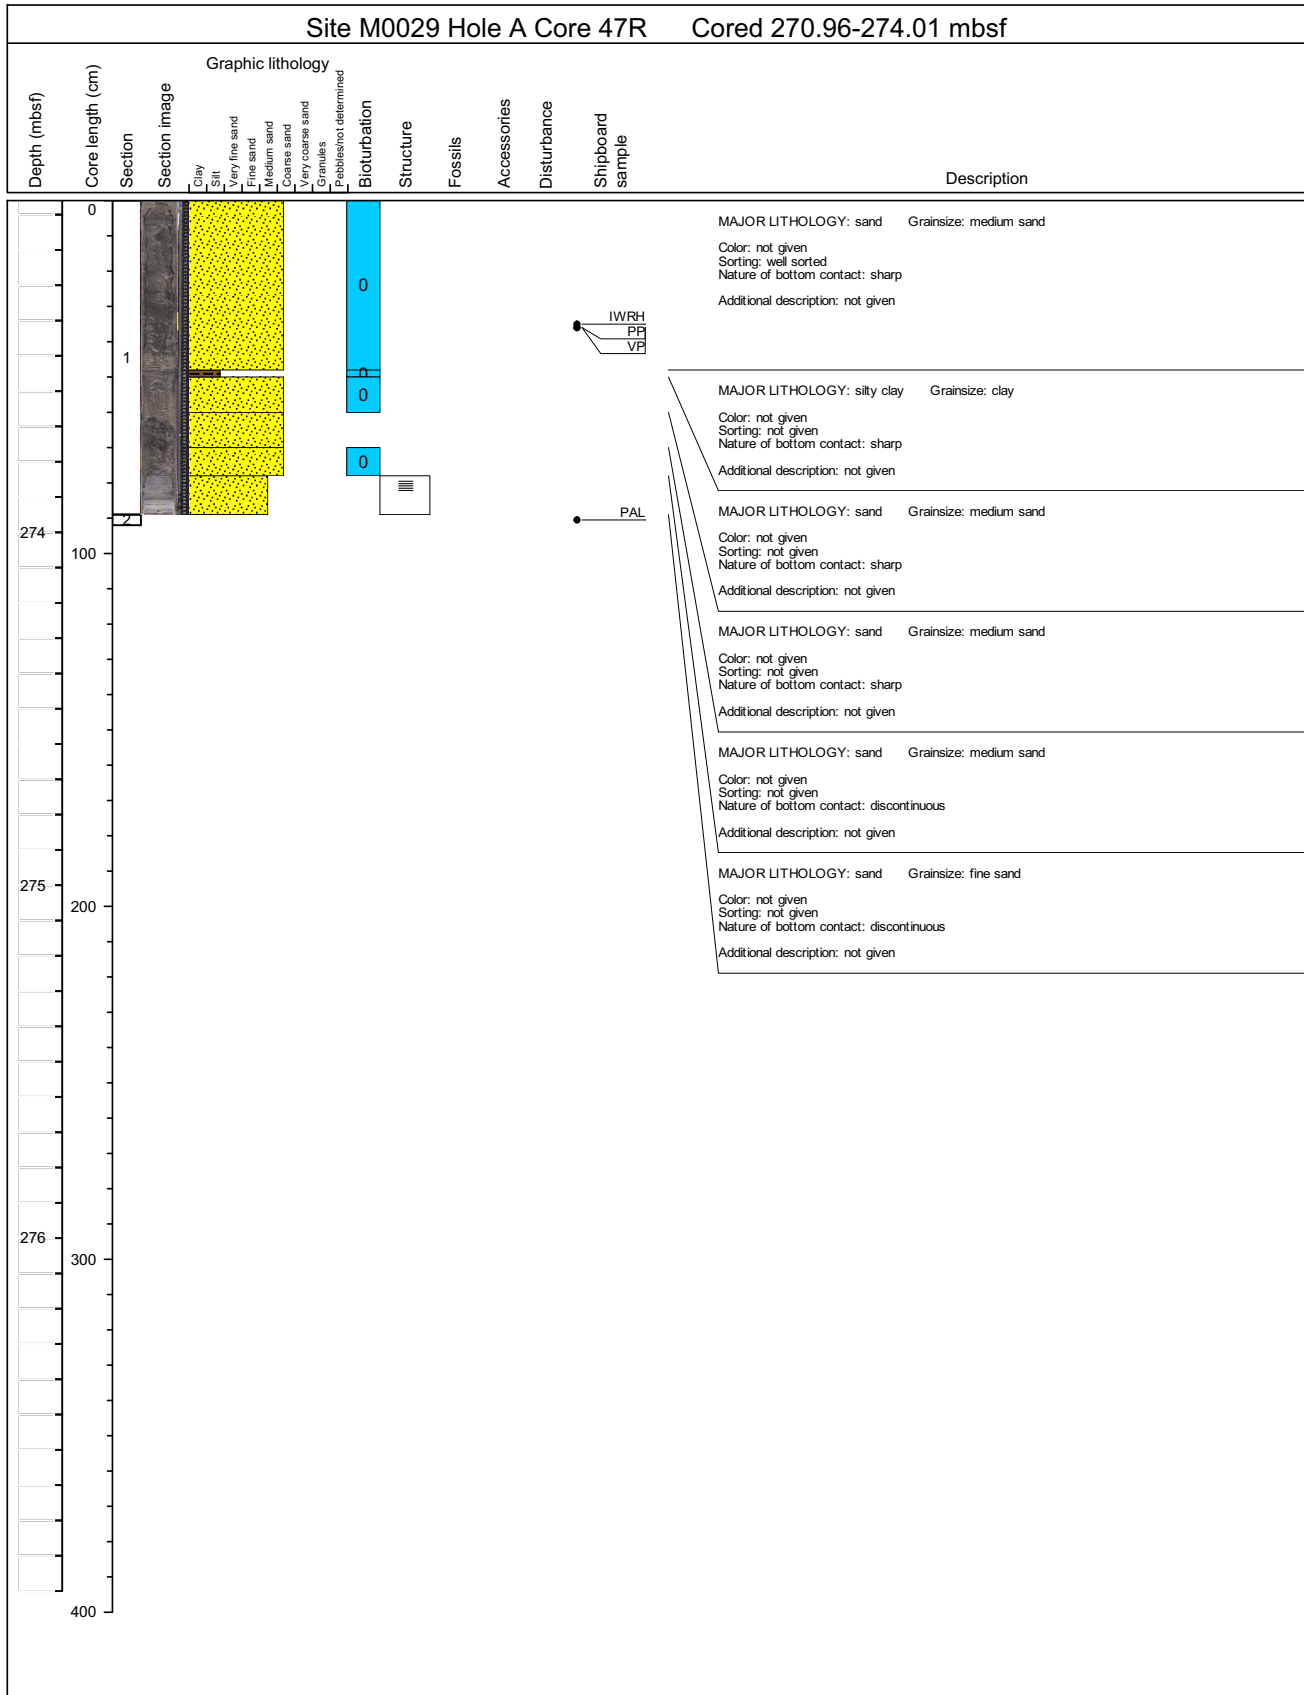 Site M0029 Hole A Core 47R Cored 270.96-274.01 mbsf
Depth (mbsf)
Core length (cm)
Section
Section image
Graphic lithology
Clay
Silt
Very fine sand
Fine sand
Medium sand
Coarse sand
Very coarse sand
Granules
Pebbles/not determined
Bioturbation
Structure
Fossils
Accessories
Disturbance
Shipboard
sample
Description
0
MAJOR LITHOLOGY: sand Grainsize: medium sand
Color: not given
Sorting: well sorted
Nature of bottom contact: sharp
Additional description: not given
0
IWRH
PP
VP
1
0
0
MAJOR LITHOLOGY: silty clay Grainsize: clay
Color: not given
Sorting: not given
Nature of bottom contact: sharp
Additional description: not given
0
2
PAL
274
100
MAJOR LITHOLOGY: sand Grainsize: medium sand
Color: not given
Sorting: not given
Nature of bottom contact: sharp
Additional description: not given
MAJOR LITHOLOGY: sand Grainsize: medium sand
Color: not given
Sorting: not given
Nature of bottom contact: sharp
Additional description: not given
MAJOR LITHOLOGY: sand Grainsize: medium sand
Color: not given
Sorting: not given
Nature of bottom contact: discontinuous
Additional description: not given
275
200
MAJOR LITHOLOGY: sand Grainsize: fine sand
Color: not given
Sorting: not given
Nature of bottom contact: discontinuous
Additional description: not given
276
300
400